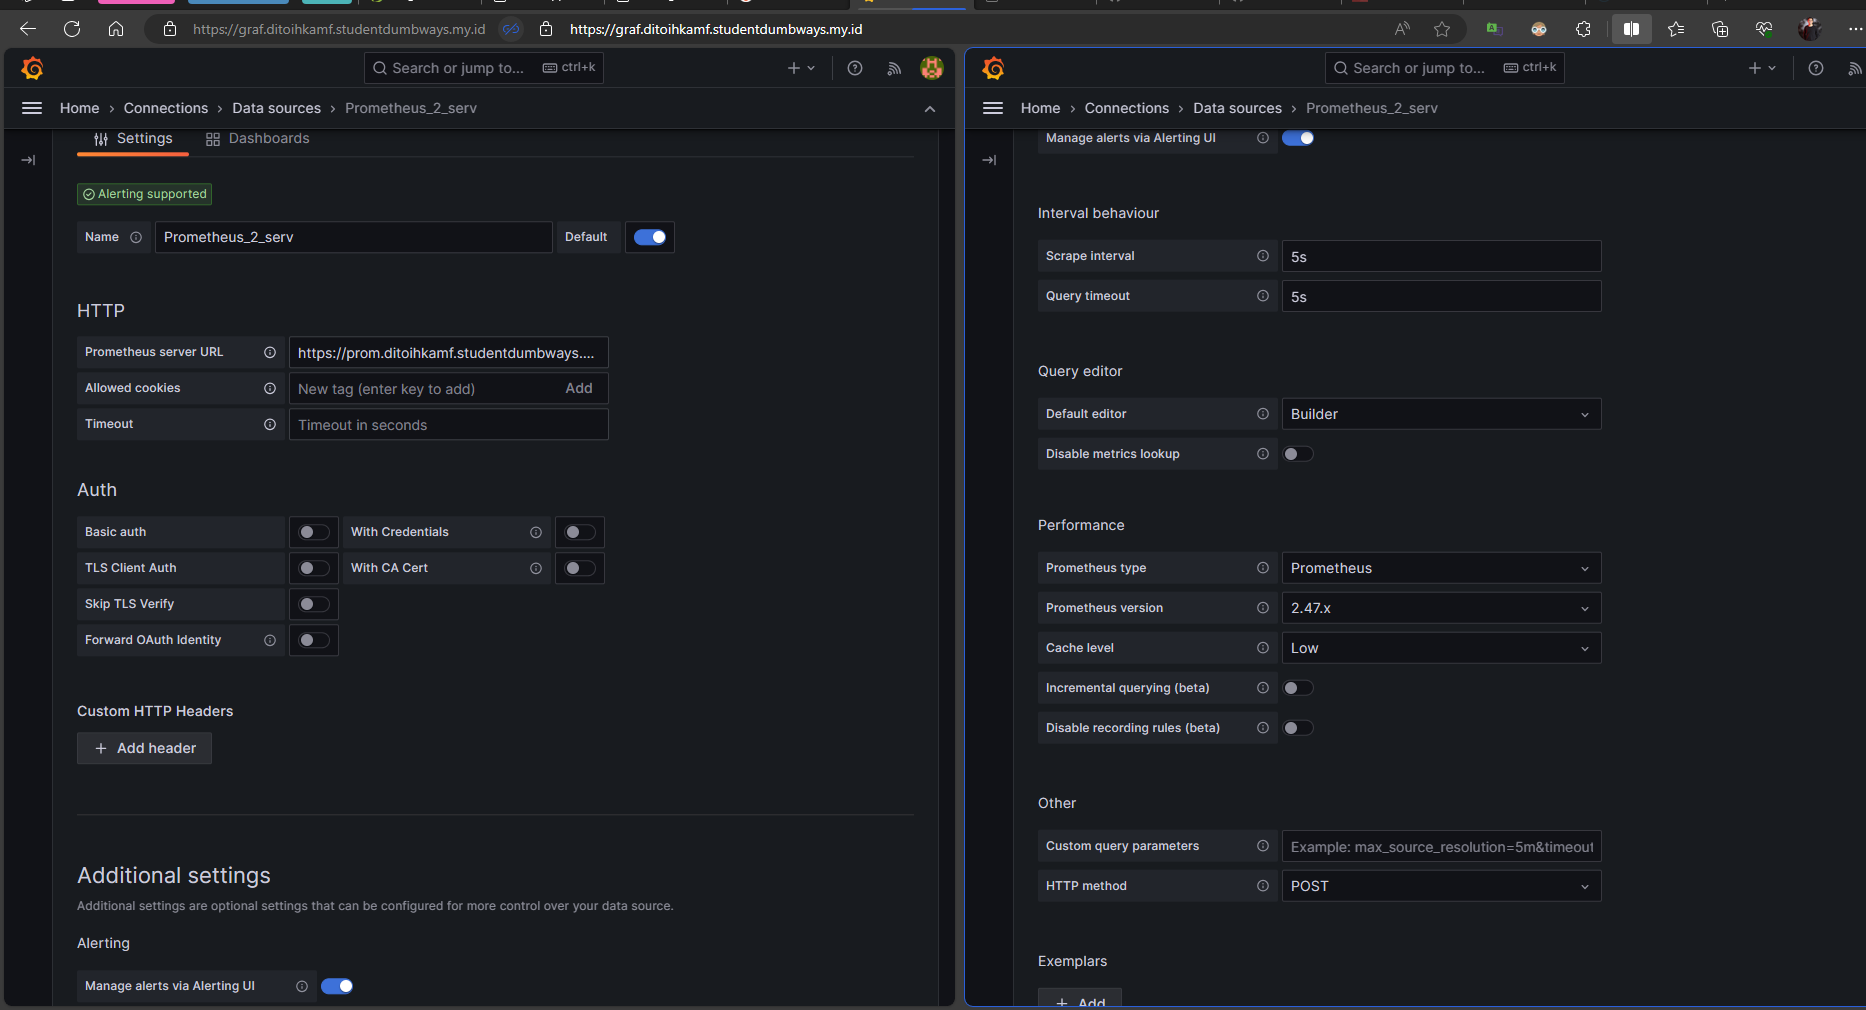 https://graf.ditoihkamf.studentdumbways.my.id
https://graf.ditoihkamf.studentdumbways.my.id
Search or jump to...
ctrl+k
Home › Connections › Data sources › Prometheus_2_serv
Settings
Dashboards
Alerting supported
Name
Prometheus_2_serv
Default
HTTP
Prometheus server URL
https://prom.ditoihkamf.studentdumbways....
Allowed cookies
New tag (enter key to add)
Add
Timeout
Timeout in seconds
Auth
Basic auth
With Credentials
TLS Client Auth
With CA Cert
Skip TLS Verify
Forward OAuth Identity
Custom HTTP Headers
+ Add header
Additional settings
Additional settings are optional settings that can be configured for more control over your data source.
Alerting
Manage alerts via Alerting UI
Search or jump to...
ctrl+k
Home › Connections › Data sources › Prometheus_2_serv
Manage alerts via Alerting UI
Interval behaviour
Scrape interval
5s
Query timeout
5s
Query editor
Default editor
Builder
Disable metrics lookup
Performance
Prometheus type
Prometheus
Prometheus version
2.47.x
Cache level
Low
Incremental querying (beta)
Disable recording rules (beta)
Other
Custom query parameters
Example: max_source_resolution=5m&timeout
HTTP method
POST
Exemplars
+ Add